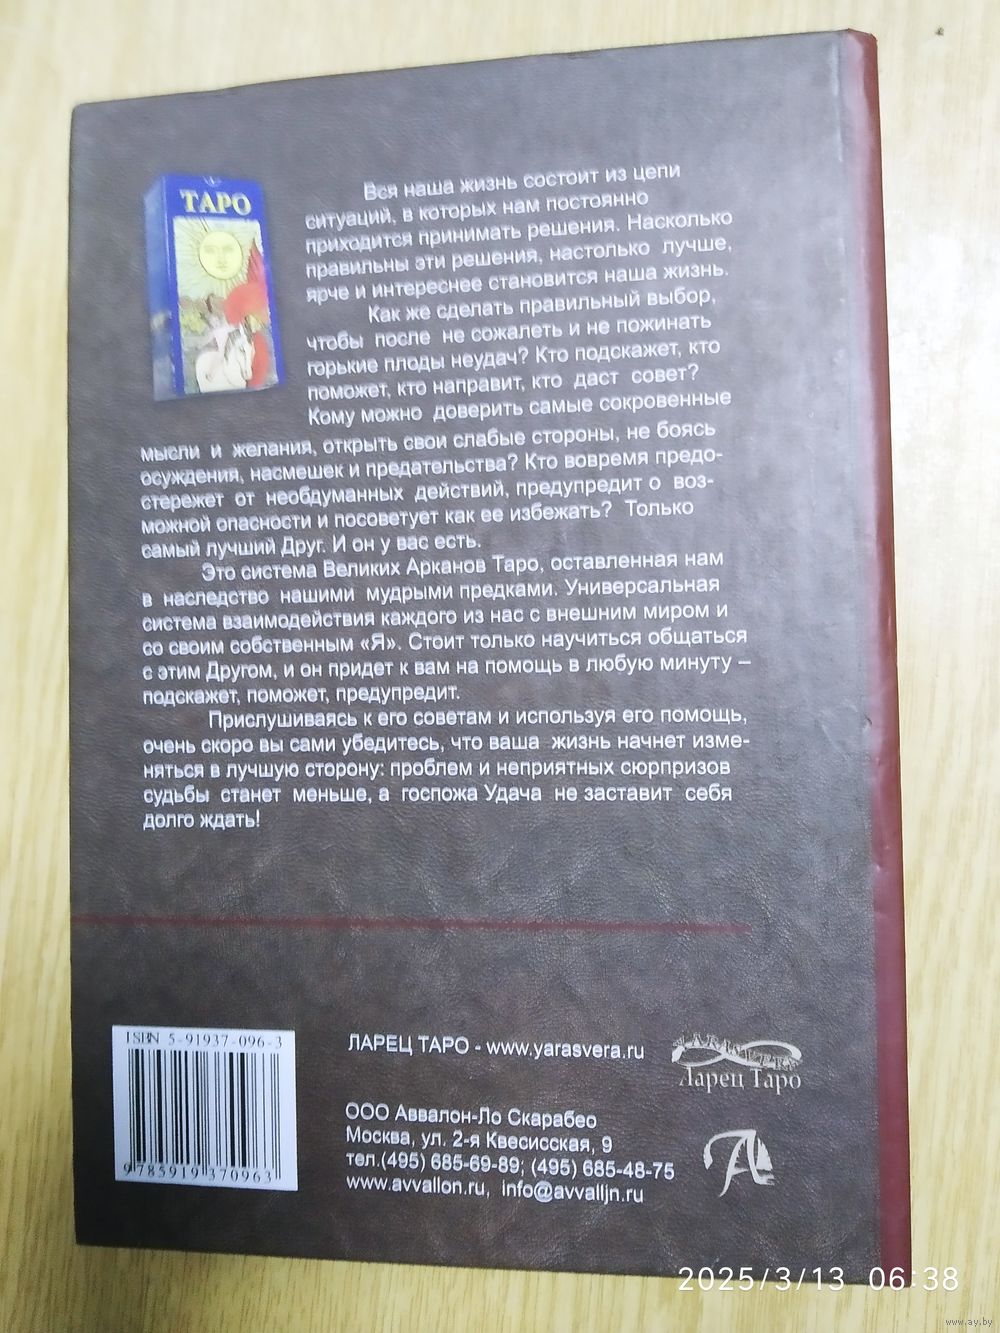 ТАРО
Вся наша жизнь состоит из цепи
ситуаций, в которых нам постоянно
приходится принимать решения. Насколько
правильны эти решения, настолько лучше,
ярче и интереснее становится наша жизнь.
Как же сделать правильный выбор,
чтобы после не сожалеть и не пожинать
горькие плоды неудач? Кто подскажет, кто
поможет, кто направит, кто даст совет?
Кому можно доверить самые сокровенные
мысли и желания, открыть свои слабые стороны, не боясь
осуждения, насмешек и предательства? Кто вовремя предо-
стережет от необдуманных действий, предупредит о воз-
можной опасности и посоветует как ее избежать? Только
самый лучший Друг. И он у вас есть.
Это система Великих Арканов Таро, оставленная нам
в наследство нашими мудрыми предками. Универсальная
система взаимодействия каждого из нас с внешним миром и
со своим собственным «Я». Стоит только научиться общаться
с этим Другом, и он придет к вам на помощь в любую минуту –
подскажет, поможет, предупредит.
Прислушиваясь к его советам и используя его помощь,
очень скоро вы сами убедитесь, что ваша жизнь начнет изме-
няться в лучшую сторону: проблем и неприятных сюрпризов
судьбы станет меньше, а госпожа Удача не заставит себя
долго ждать!
ISBN 5-91937-096-3
9 785919 370963
ЛАРЕЦ ТАРО - www.yarasvera.ru
YARASVERA
Ларец Таро
ООО Аввалон-Ло Скарабео
Москва, ул. 2-я Квесисская, 9
тел.(495) 685-69-89; (495) 685-48-75
www.avvallon.ru, info@avvalljn.ru
2025/3/13 06:38
www.ay.by